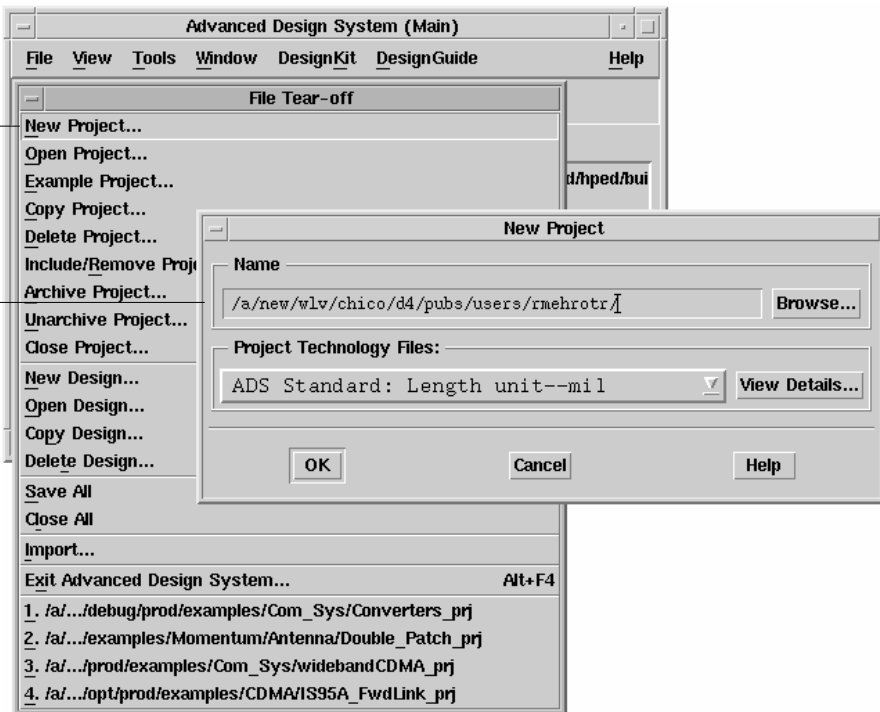 Advanced Design System (Main)
File View Tools Window DesignKit DesignGuide Help
File Tear-off
New Project...
Open Project...
Example Project...
Copy Project...
Delete Project...
Include/Remove Proj
Archive Project...
Unarchive Project...
Close Project...
New Design...
Open Design...
Copy Design...
Delete Design...
Save All
Close All
Import...
Exit Advanced Design System... Alt+F4
1. /a/.../debug/prod/examples/Com_Sys/Converters_prj
2. /a/.../examples/Momentum/Antenna/Double_Patch_prj
3. /a/.../prod/examples/Com_Sys/widebandCDMA_prj
4. /a/.../opt/prod/examples/CDMA/IS95A_FwdLink_prj
d/hped/bui
New Project
Name
/a/new/wlv/chico/d4/pubs/users/rmehrotr/
Browse...
Project Technology Files:
ADS Standard: Length unit--mil
View Details...
OK Cancel Help